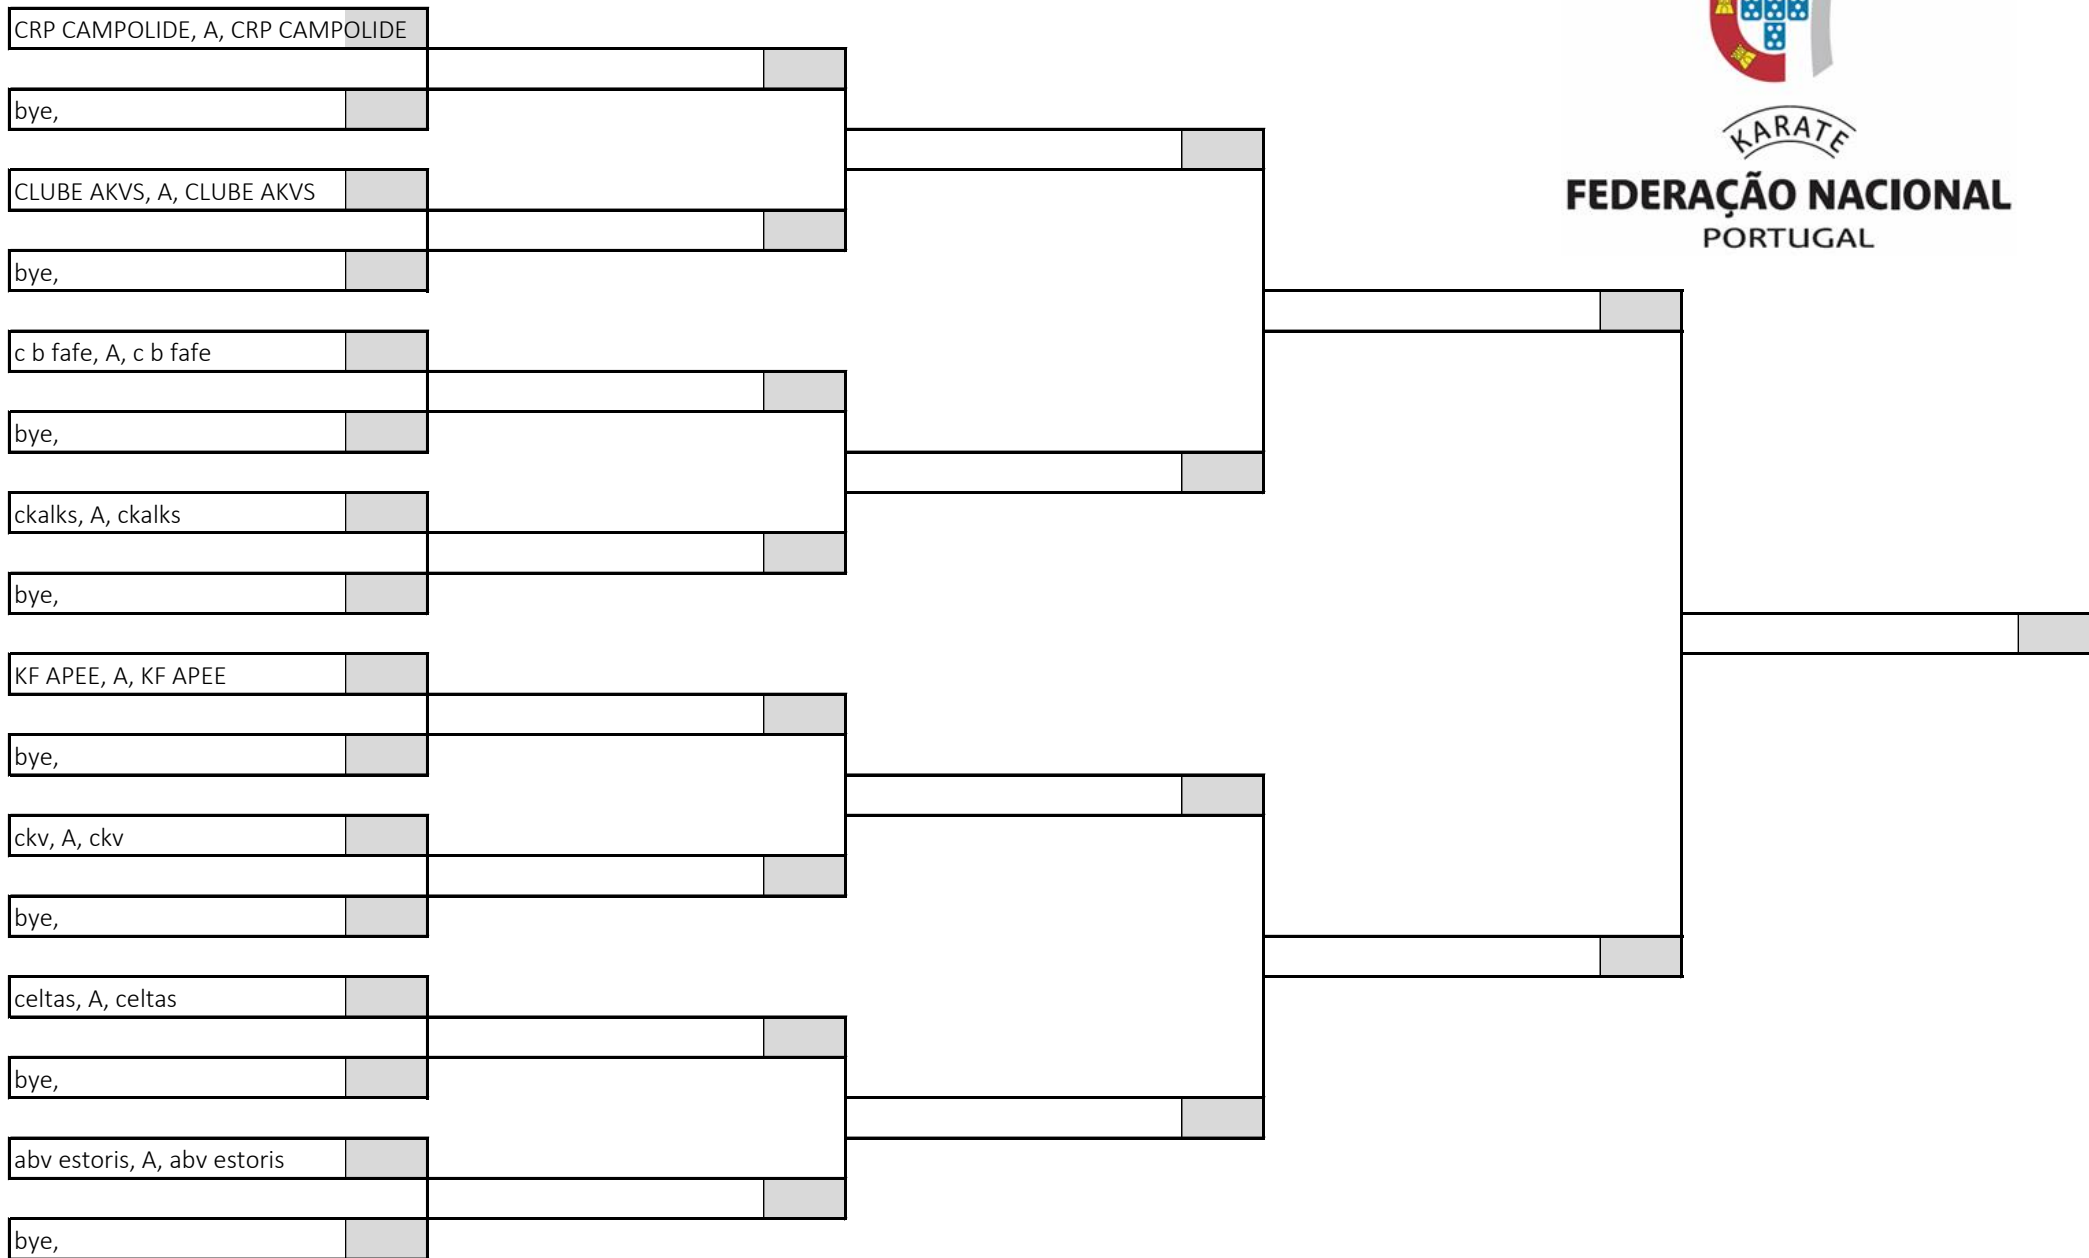 CRP CAMPOLIDE, A, CRP CAMPOLIDE
bye,
CLUBE AKVS, A, CLUBE AKVS
bye,
c b fafe, A, c b fafe
bye,
ckalks, A, ckalks
bye,
KF APEE, A, KF APEE
bye,
ckv, A, ckv
bye,
celtas, A, celtas
bye,
abv estoris, A, abv estoris
bye,
KARATE
FEDERAÇÃO NACIONAL
PORTUGAL